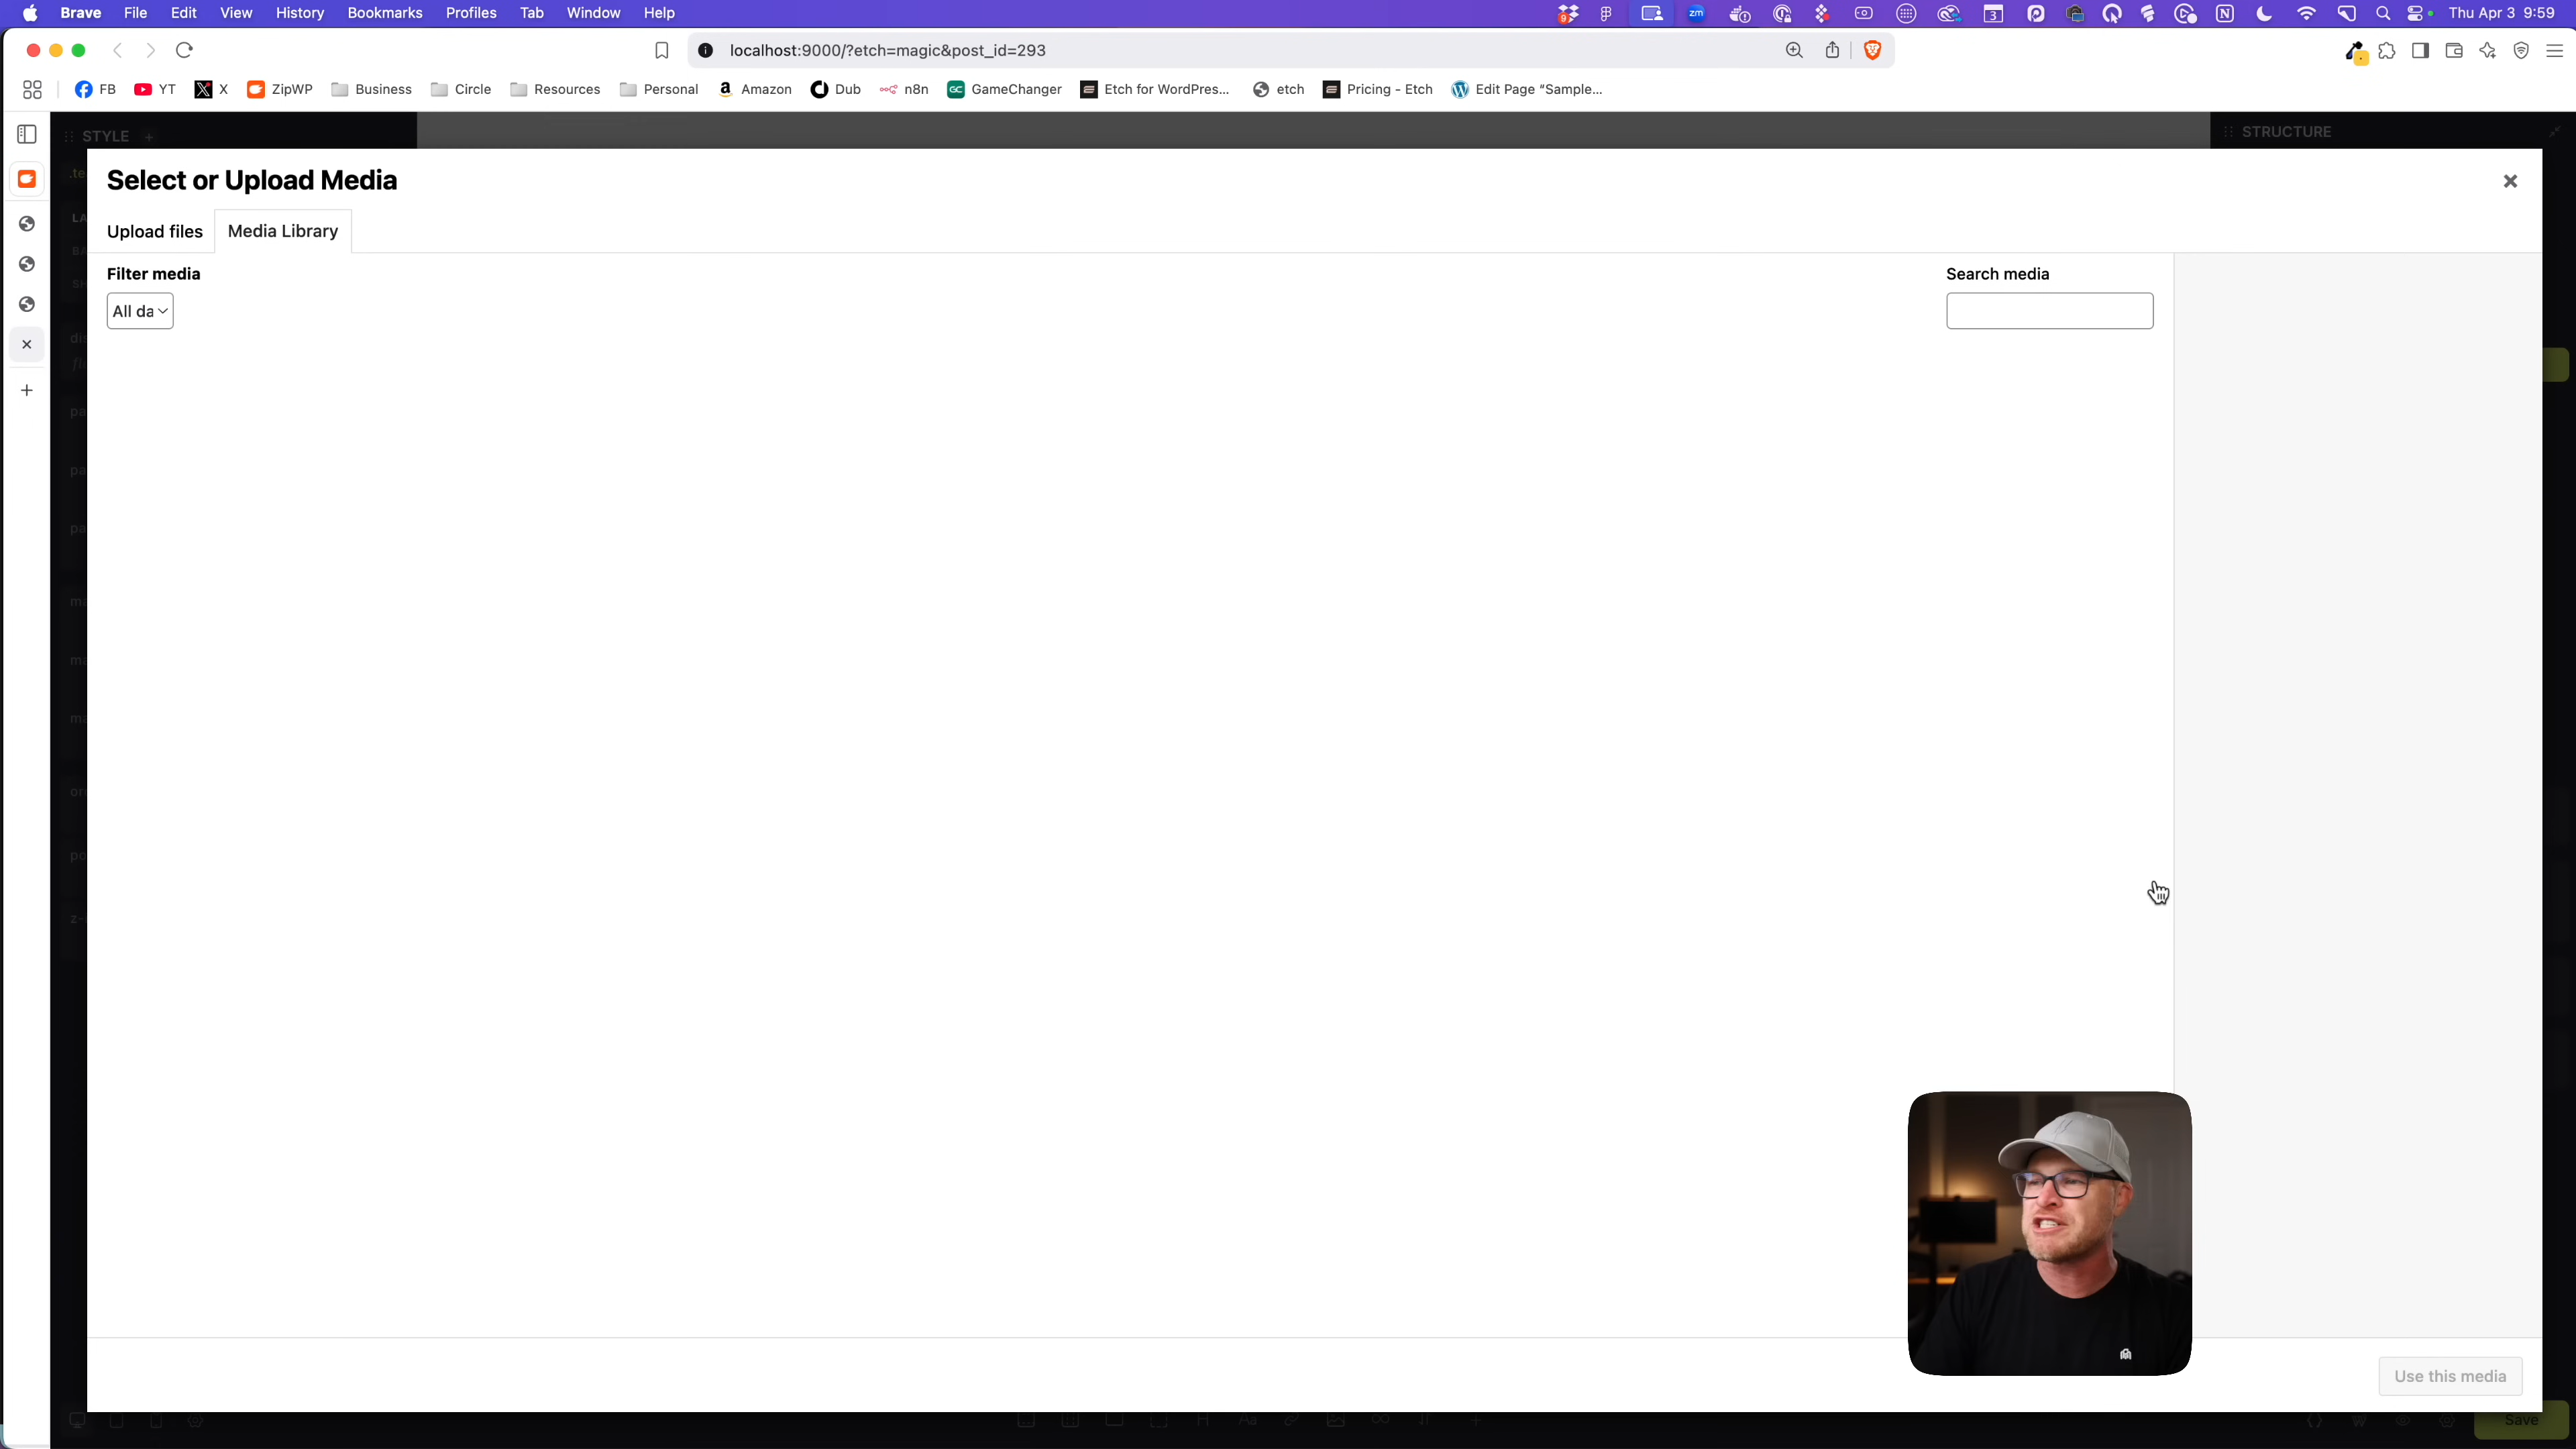 Brave File Edit View History Bookmarks Profiles Tab Window Help
9 zm 3 Thu Apr 3 9:59
localhost:9000/?etch=magic&post_id=293
FB YT X ZipWP Business Circle Resources Personal Amazon Dub n8n GameChanger Etch for WordPres... etch Pricing - Etch Edit Page "Sample...
STYLE +
STRUCTURE
Select or Upload Media
Upload files Media Library
Filter media
Search media
All da
Use this media
Save